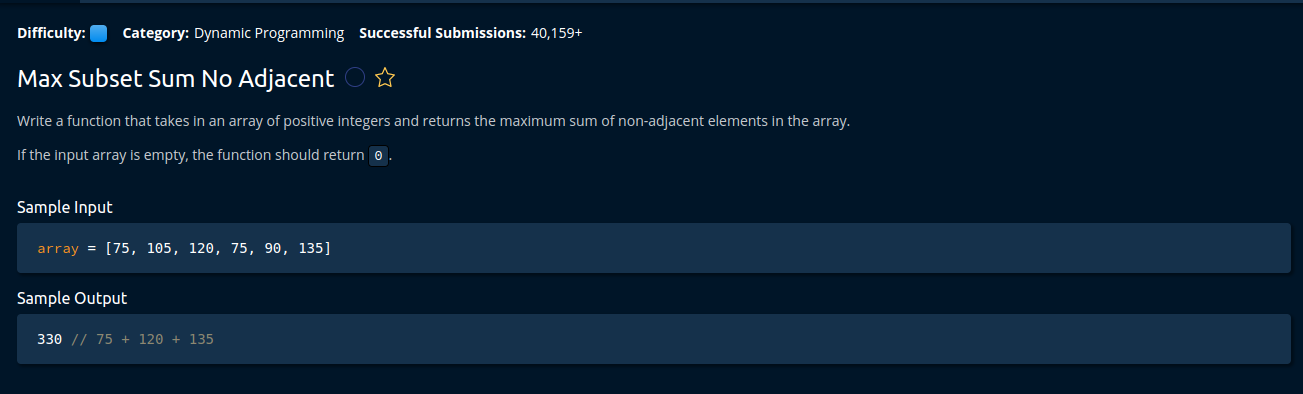 Difficulty: Category: Dynamic Programming Successful Submissions: 40,159+
Max Subset Sum No Adjacent
Write a function that takes in an array of positive integers and returns the maximum sum of non-adjacent elements in the array.
If the input array is empty, the function should return 0.
Sample Input
array = [75, 105, 120, 75, 90, 135]
Sample Output
330 // 75 + 120 + 135